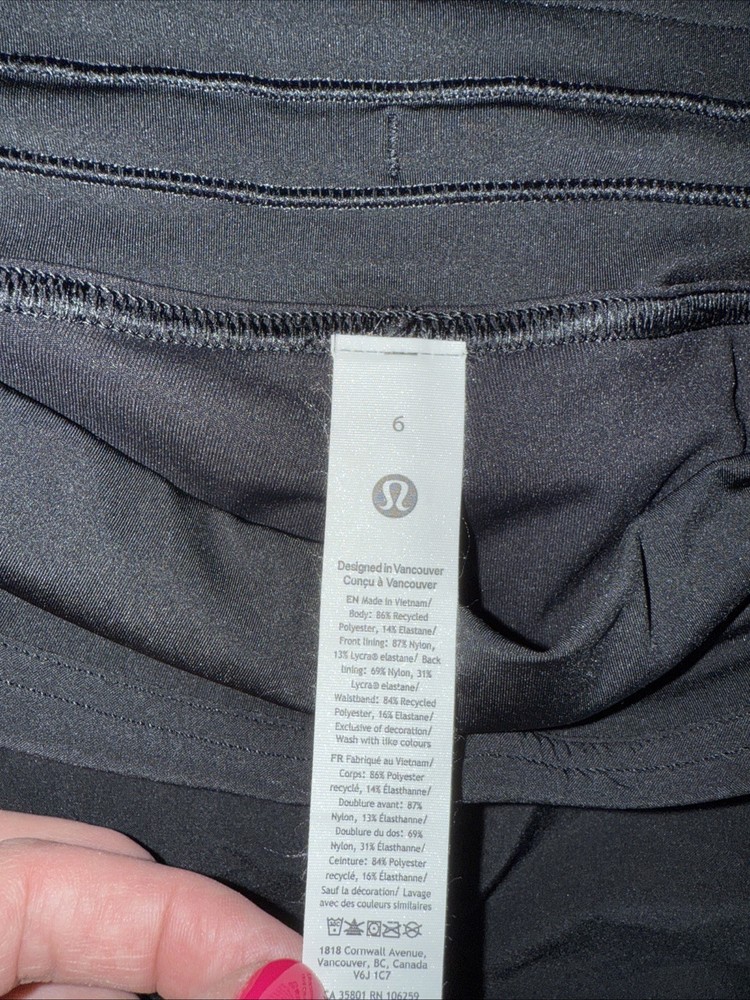 6
Designed in Vancouver
Conçu à Vancouver
EN Made in Vietnam/
Body: 86% Recycled
Polyester, 14% Elastane/
Front lining: 87% Nylon,
13% Lycra® elastane/ Back
lining: 69% Nylon, 31%
Lycra® elastane/
Waistband: 84% Recycled
Polyester, 16% Elastane/
Exclusive of decoration/
Wash with like colours
FR Fabriqué au Vietnam/
Corps: 86% Polyester
recyclé, 14% Élasthanne/
Doublure avant: 87%
Nylon, 13% Élasthanne/
Doublure du dos: 69%
Nylon, 31% Élasthanne/
Ceinture: 84% Polyester
recyclé, 16% Élasthanne/
Sauf la décoration/ Lavage
avec des couleurs similaires
1818 Cornwall Avenue,
Vancouver, BC, Canada
V6J 1C7
CA 35801 RN 106259